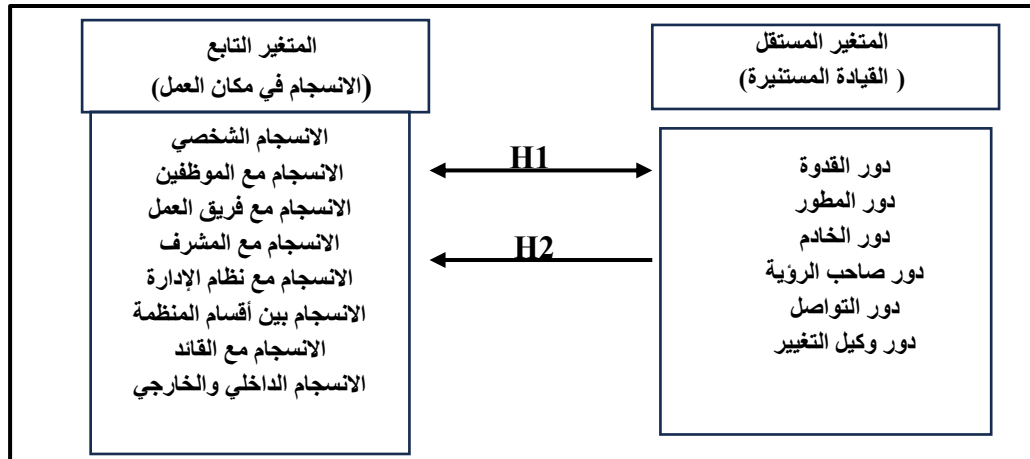 المتغير المستقل
( القيادة المستنيرة)
دور القدوة
دور المطور
دور الخادم
دور صاحب الرؤية
دور التواصل
دور وكيل التغيير
H1
H2
المتغير التابع
(الانسجام في مكان العمل)
الانسجام الشخصي
الانسجام مع الموظفين
الانسجام مع فريق العمل
الانسجام مع المشرف
الانسجام مع نظام الإدارة
الانسجام بين أقسام المنظمة
الانسجام مع القائد
الانسجام الداخلي والخارجي